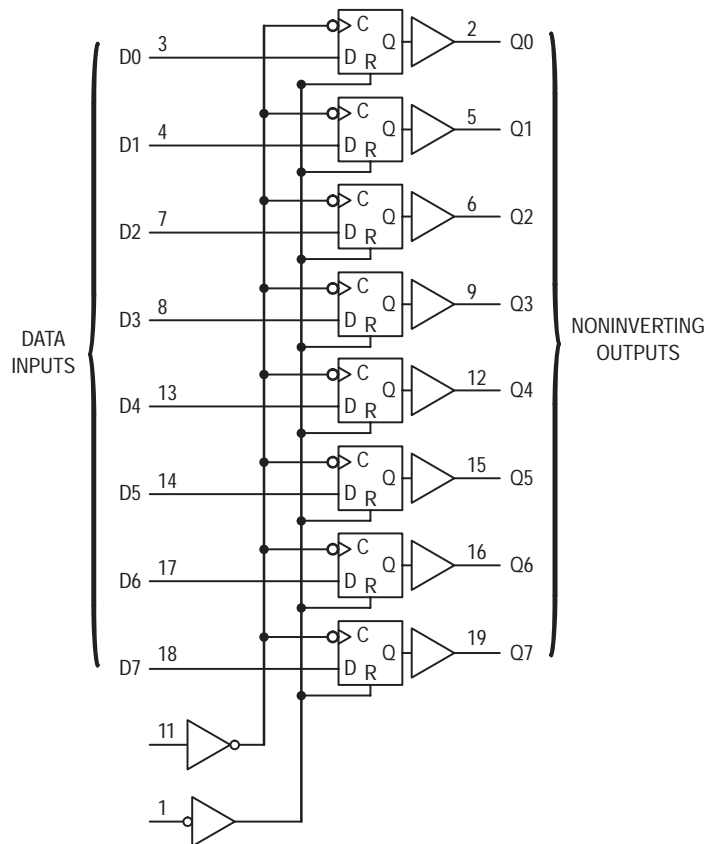 C
Q
2
Q0
D0
3
D
R
C
Q
5
Q1
D1
4
D
R
C
Q
6
Q2
D2
7
D
R
C
Q
9
Q3
D3
8
D
R
DATA
INPUTS
NONINVERTING
OUTPUTS
C
Q
12
Q4
D4
13
D
R
C
Q
15
Q5
D5
14
D
R
C
Q
16
Q6
D6
17
D
R
C
Q
19
Q7
D7
18
D
R
11
1